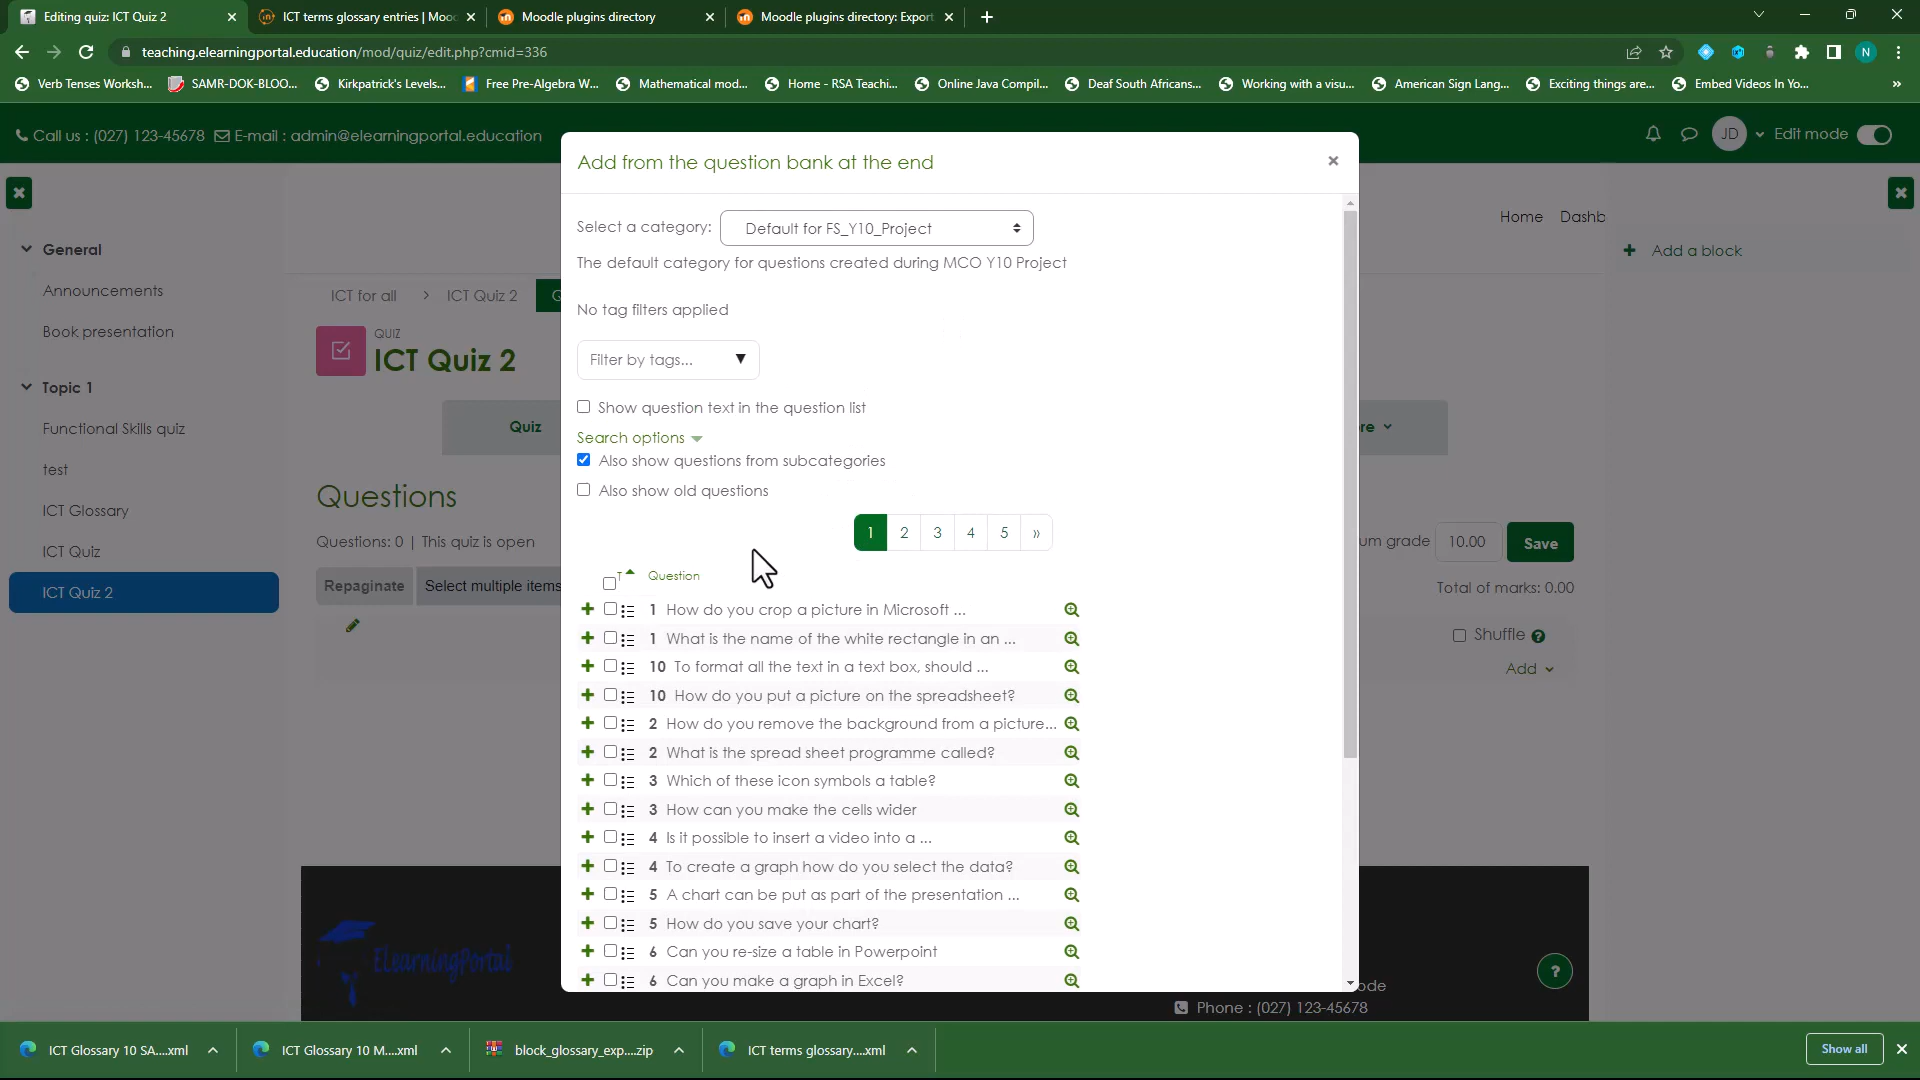 Editing quiz: ICT Quiz 2
ICT terms glossary entries | Mood
Moodle plugins directory
Moodle plugins directory: Export
teaching.elearningportal.education/mod/quiz/edit.php?cmid=336
N
Verb Tenses Worksh...
SAMR-DOK-BLOO...
Kirkpatrick's Levels...
Free Pre-Algebra W...
Mathematical mod...
Home - RSA Teachi...
Online Java Compil...
Deaf South Africans...
Working with a visu...
American Sign Lang...
Exciting things are...
Embed Videos In Yo...
»
Call us : (027) 123-45678 E-mail : admin@elearningportal.education
JD
Edit mode
Add from the question bank at the end
Home Dashb
General
Announcements
Book presentation
Topic 1
Functional Skills quiz
test
ICT Glossary
ICT Quiz
ICT Quiz 2
Add a block
ICT for all > ICT Quiz 2 Q
QUIZ
ICT Quiz 2
Quiz
re
Questions
Questions: 0 | This quiz is open
um grade 10.00 Save
Repaginate Select multiple items
Total of marks: 0.00
Shuffle
Add
Select a category: Default for FS_Y10_Project
The default category for questions created during MCO Y10 Project
No tag filters applied
Filter by tags...
Show question text in the question list
Search options
Also show questions from subcategories
Also show old questions
1 2 3 4 5 »
T Question
1 How do you crop a picture in Microsoft ...
1 What is the name of the white rectangle in an ...
10 To format all the text in a text box, should ...
10 How do you put a picture on the spreadsheet?
2 How do you remove the background from a picture...
2 What is the spread sheet programme called?
3 Which of these icon symbols a table?
3 How can you make the cells wider
4 Is it possible to insert a video into a ...
4 To create a graph how do you select the data?
5 A chart can be put as part of the presentation ...
5 How do you save your chart?
6 Can you re-size a table in Powerpoint
6 Can you make a graph in Excel?
ELearningPortal
ode
Phone : (027) 123-45678
?
ICT Glossary 10 SA....xml
ICT Glossary 10 M....xml
block_glossary_exp....zip
ICT terms glossary....xml
Show all